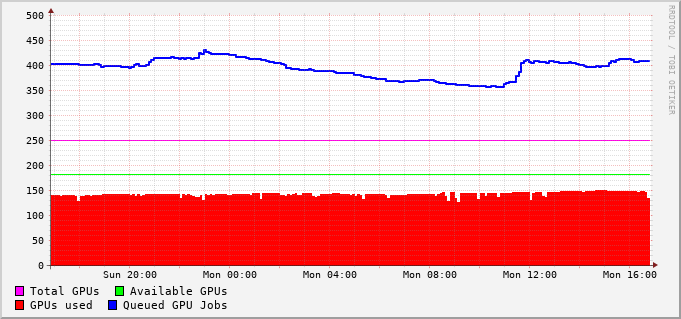 RRDTOOL / TOBI OETIKER
500
450
400
350
300
250
200
150
100
50
0
Sun 20:00 Mon 00:00 Mon 04:00 Mon 08:00 Mon 12:00 Mon 16:00
Total GPUs Available GPUs
GPUs used Queued GPU Jobs